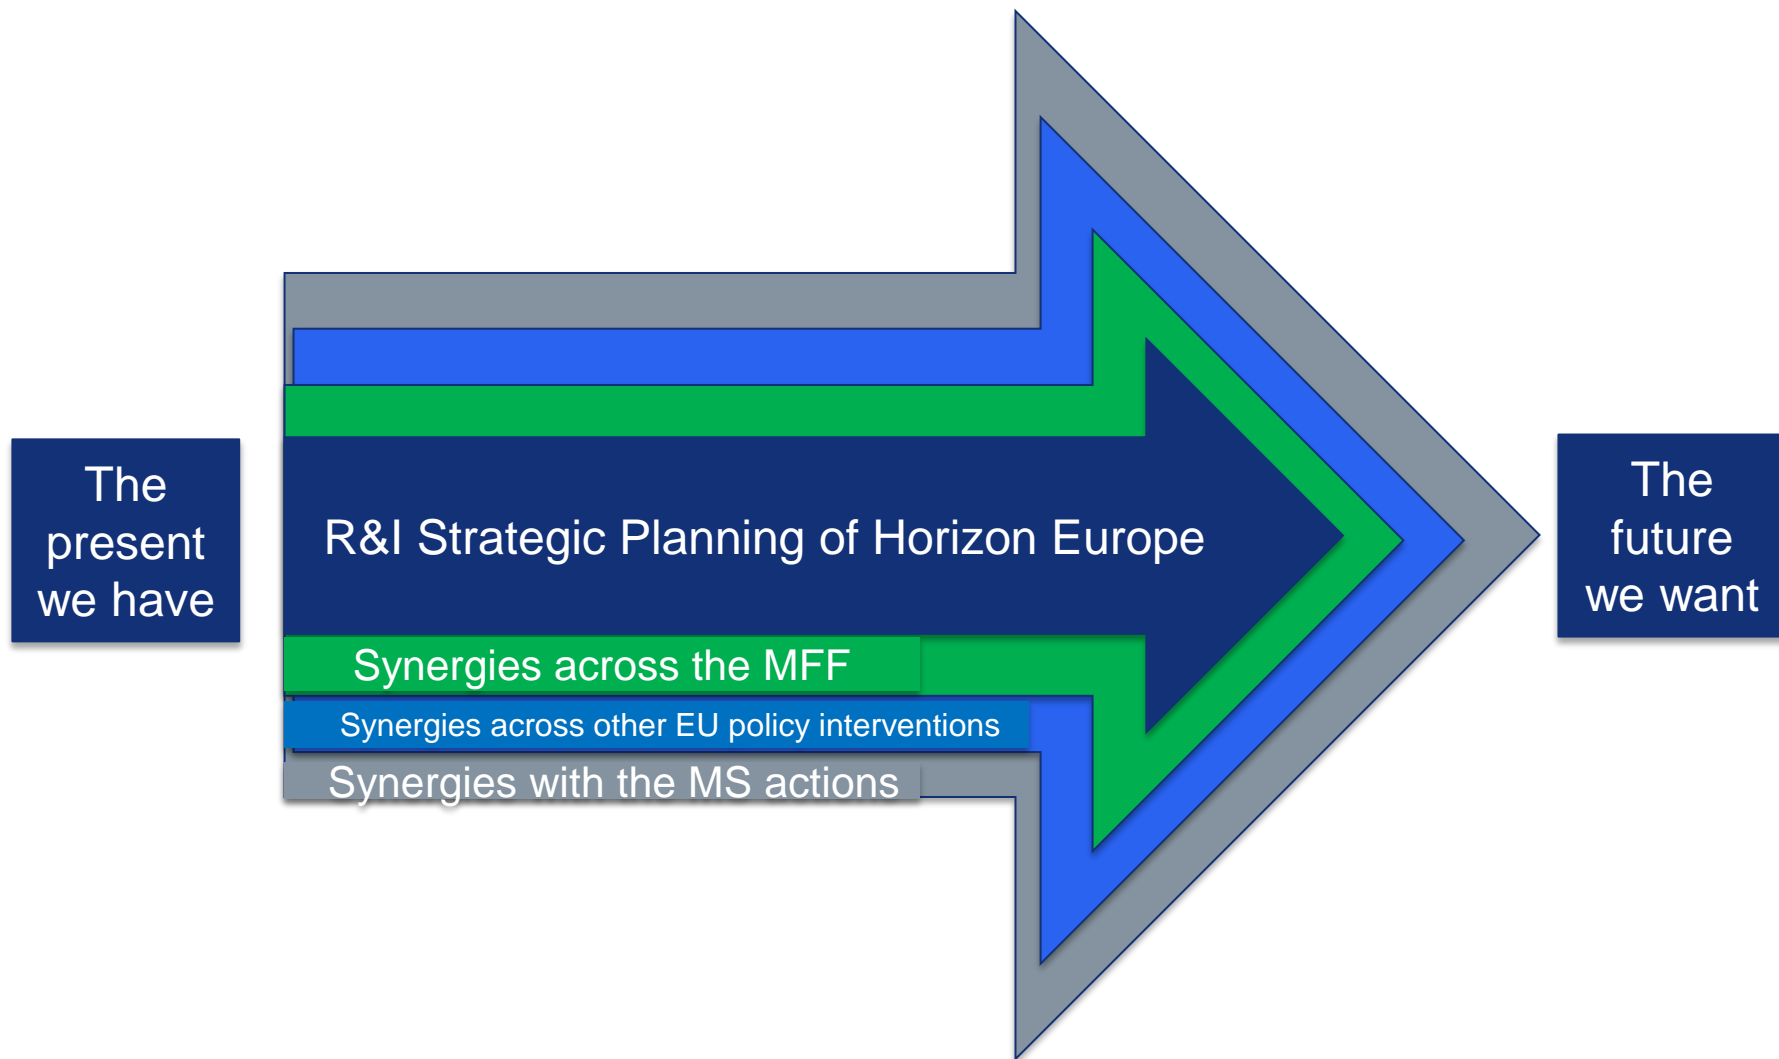 The
present
we have
R&I Strategic Planning of Horizon Europe
Synergies across the MFF
Synergies across other EU policy interventions
Synergies with the MS actions
The
future
we want